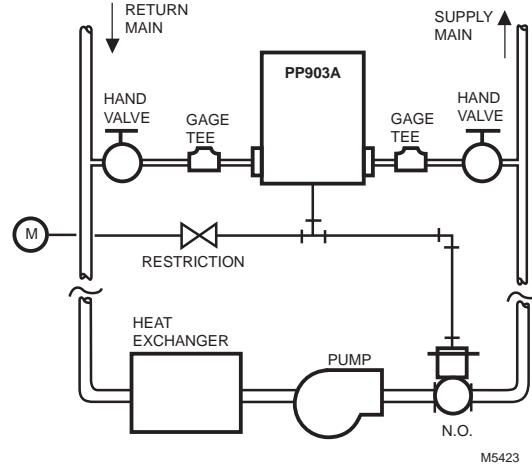 RETURN
MAIN
SUPPLY
MAIN
PP903A
HAND
VALVE
GAGE
TEE
GAGE
TEE
HAND
VALVE
M
RESTRICTION
HEAT
EXCHANGER
PUMP
N.O.
M5423